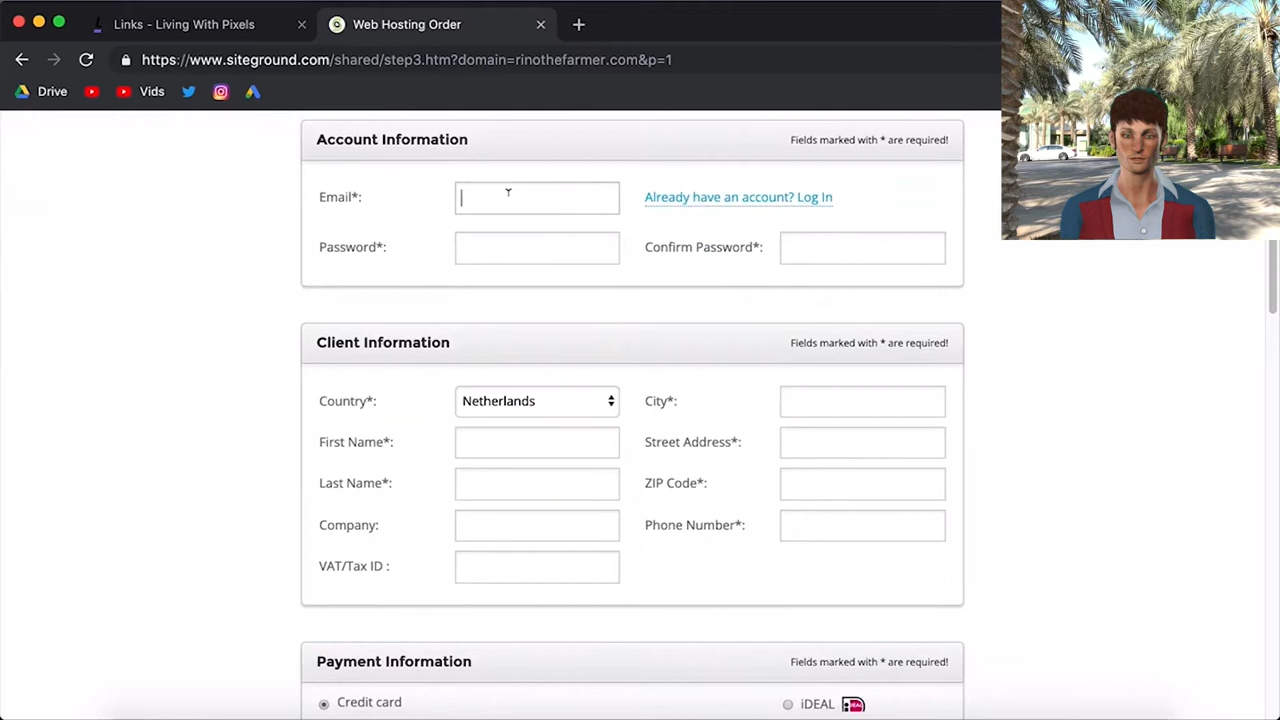 Links - Living With Pixels
Web Hosting Order
https://www.siteground.com/shared/step3.htm?domain=rinothefarmer.com&p=1
Drive
Vids
Account Information
Fields marked with * are required!
Email*:
Already have an account? Log In
Password*:
Confirm Password*:
Client Information
Fields marked with * are required!
Country*:
Netherlands
City*:
First Name*:
Street Address*:
Last Name*:
ZIP Code*:
Company:
Phone Number*:
VAT/Tax ID :
Payment Information
Fields marked with * are required!
Credit card
iDEAL